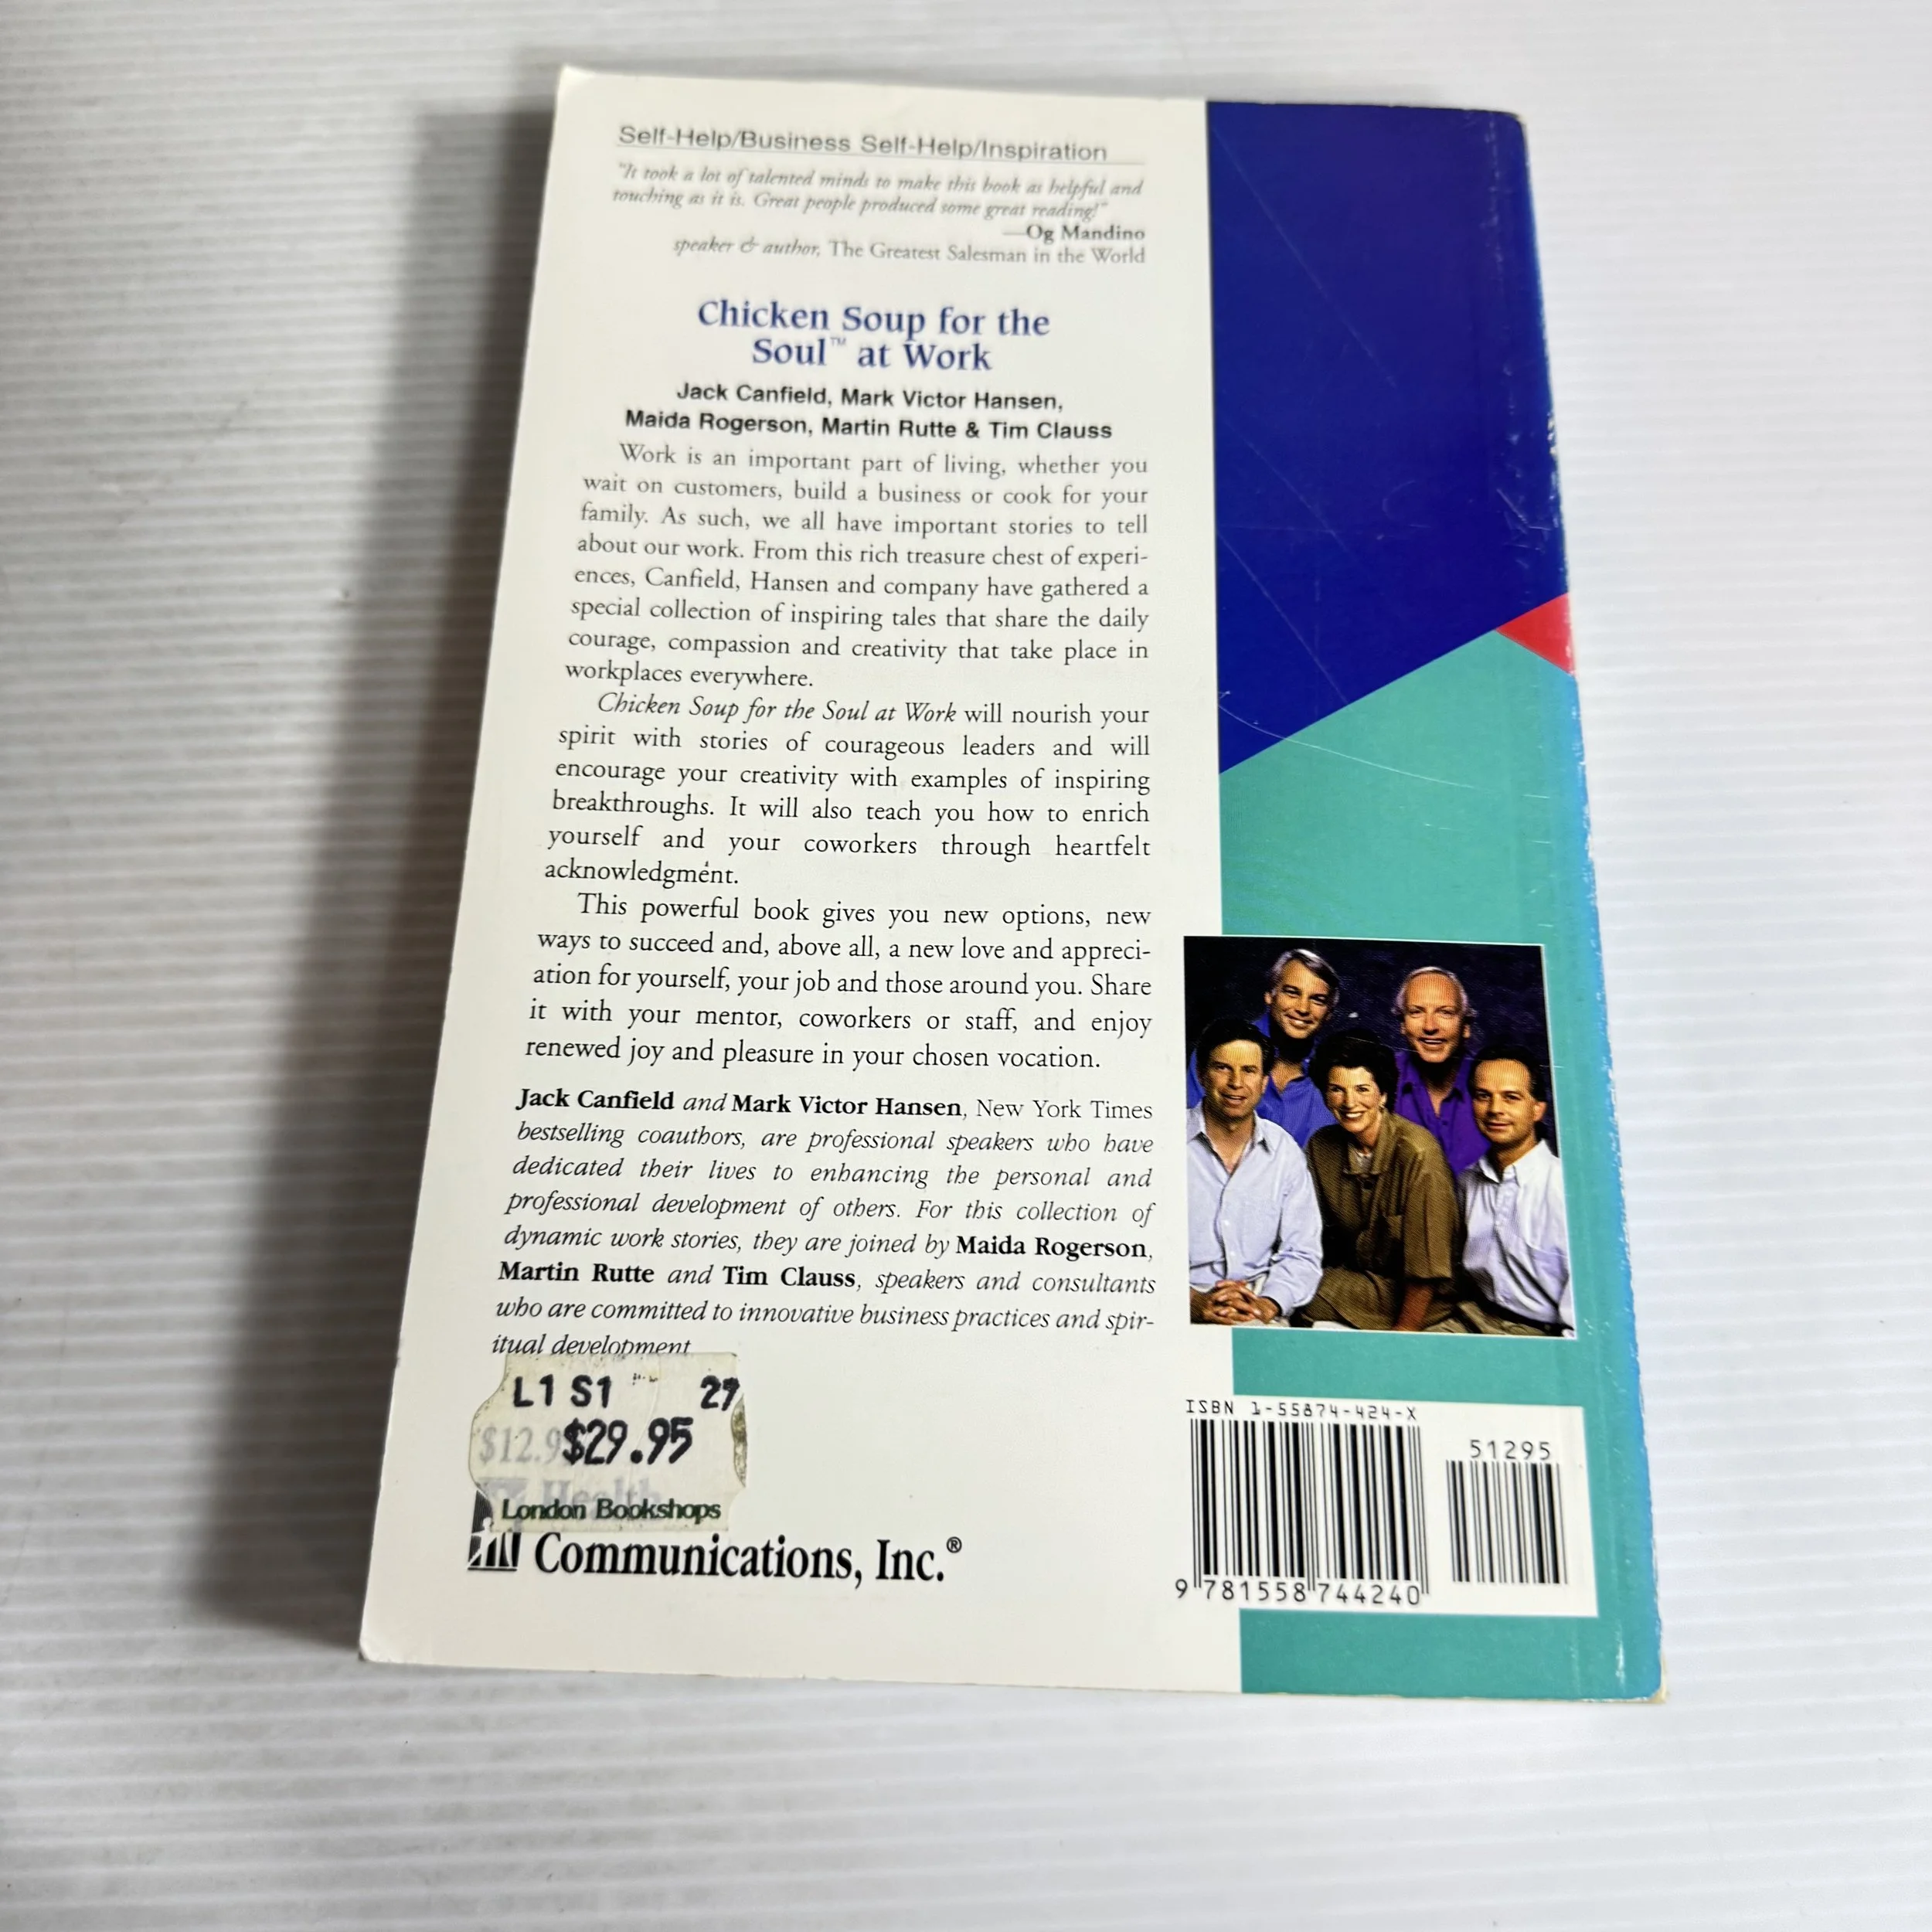 Self-Help/Business Self-Help/Inspiration
"It took a lot of talented minds to make this book as helpful and
touching as it is. Great people produced some great reading!"
—Og Mandino
speaker & author, The Greatest Salesman in the World
Chicken Soup for the
Soul™ at Work
Jack Canfield, Mark Victor Hansen,
Maida Rogerson, Martin Rutte & Tim Clauss
Work is an important part of living, whether you
wait on customers, build a business or cook for your
family. As such, we all have important stories to tell
about our work. From this rich treasure chest of experi-
ences, Canfield, Hansen and company have gathered a
special collection of inspiring tales that share the daily
courage, compassion and creativity that take place in
workplaces everywhere.
Chicken Soup for the Soul at Work will nourish your
spirit with stories of courageous leaders and will
encourage your creativity with examples of inspiring
breakthroughs. It will also teach you how to enrich
yourself and your coworkers through heartfelt
acknowledgment.
This powerful book gives you new options, new
ways to succeed and, above all, a new love and appreci-
ation for yourself, your job and those around you. Share
it with your mentor, coworkers or staff, and enjoy
renewed joy and pleasure in your chosen vocation.
Jack Canfield and Mark Victor Hansen, New York Times
bestselling coauthors, are professional speakers who have
dedicated their lives to enhancing the personal and
professional development of others. For this collection of
dynamic work stories, they are joined by Maida Rogerson,
Martin Rutte and Tim Clauss, speakers and consultants
who are committed to innovative business practices and spir-
itual development
L1 S1 27
$12.9 $29.95
Health
London Bookshops
Communications, Inc.®
ISBN 1-55874-424-X
51295
9 781558 744240